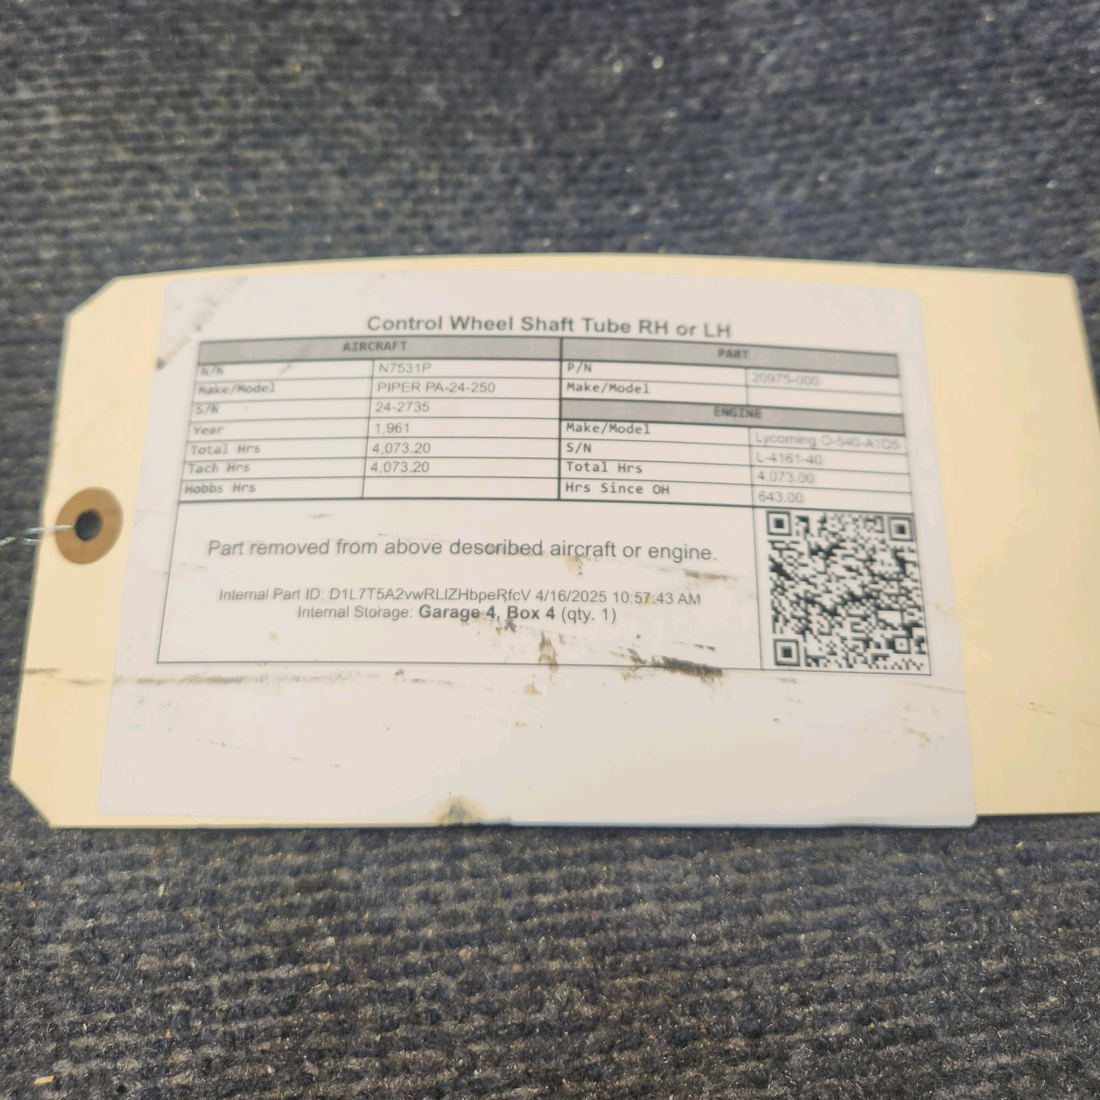 Control Wheel Shaft Tube RH or LH
AIRCRAFT
N/N N7531P
Make/Model PIPER PA-24-250
S/N 24-2735
Year 1,961
Total Hrs 4,073.20
Tach Hrs 4,073.20
Hobbs Hrs
PART
P/N 20975-000
Make/Model
ENGINE
Make/Model Lycoming O-540-A1D5
S/N L-4161-40
Total Hrs 4,073.00
Hrs Since OH 643.00
Part removed from above described aircraft or engine.
Internal Part ID: D1L7T5A2vwRLIZHbpeRfcV 4/16/2025 10:57:43 AM
Internal Storage: Garage 4, Box 4 (qty. 1)